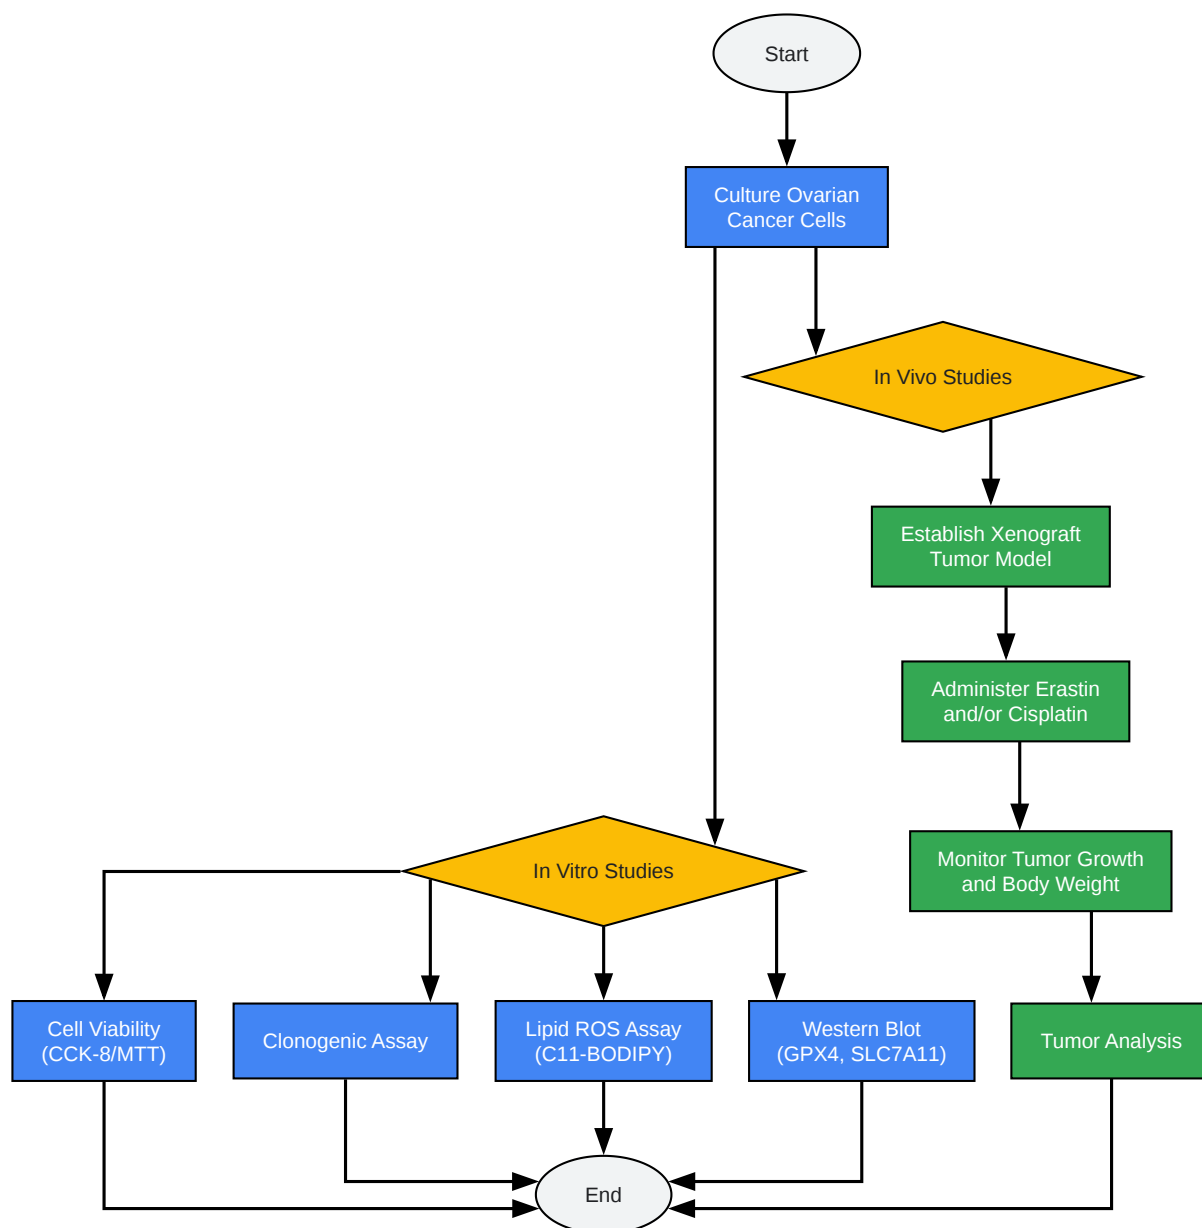 Start
Culture Ovarian
Cancer Cells
In Vivo Studies
Establish Xenograft
Tumor Model
Administer Erastin
and/or Cisplatin
Monitor Tumor Growth
and Body Weight
In Vitro Studies
Cell Viability
(CCK-8/MTT)
Clonogenic Assay
Lipid ROS Assay
(C11-BODIPY)
Western Blot
(GPX4, SLC7A11)
Tumor Analysis
End